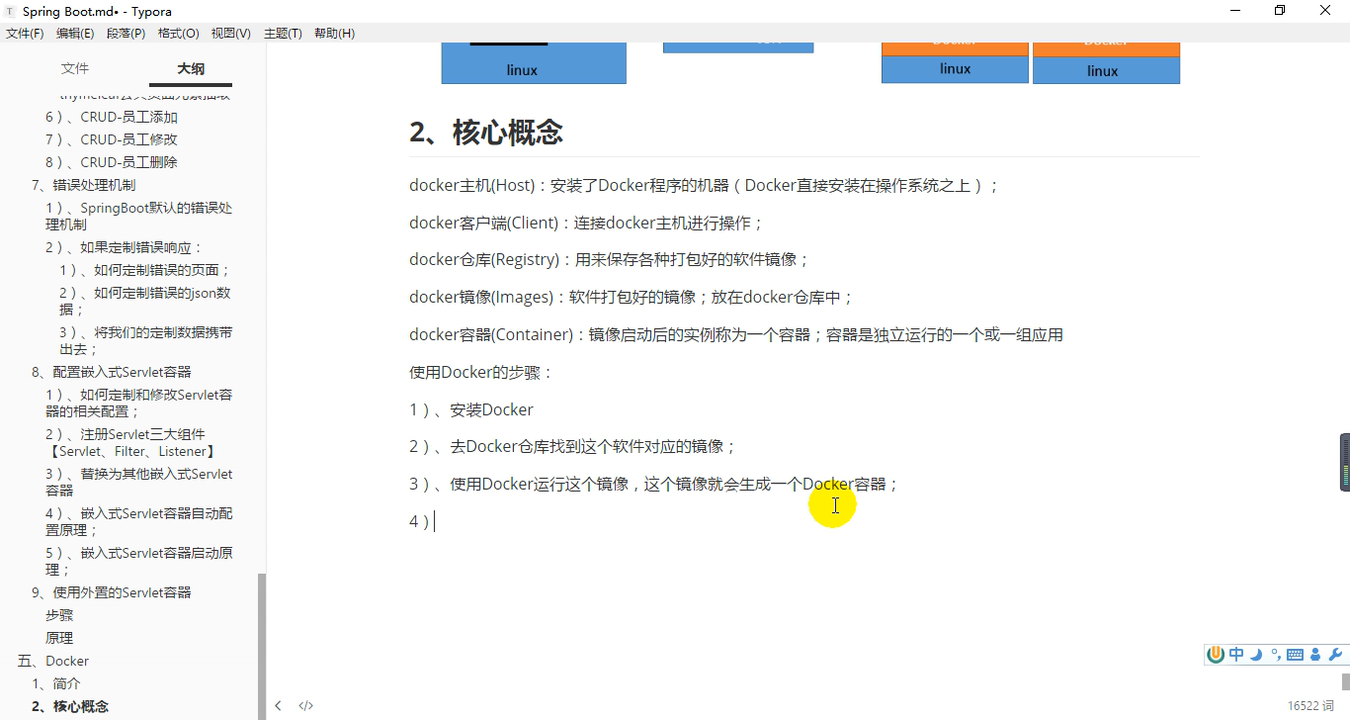 Spring Boot.md• - Typora
文件(F) 编辑(E) 段落(P) 格式(O) 视图(V) 主题(T) 帮助(H)
文件 大纲
6）、CRUD-员工添加
7）、CRUD-员工修改
8）、CRUD-员工删除
7、错误处理机制
1）、SpringBoot默认的错误处
理机制
2）、如果定制错误响应：
1）、如何定制错误的页面；
2）、如何定制错误的json数
据；
3）、将我们的定制数据携带
出去；
8、配置嵌入式Servlet容器
1）、如何定制和修改Servlet容
器的相关配置；
2）、注册Servlet三大组件
【Servlet、Filter、Listener】
3）、替换为其他嵌入式Servlet
容器
4）、嵌入式Servlet容器自动配
置原理；
5）、嵌入式Servlet容器启动原
理；
9、使用外置的Servlet容器
步骤
原理
五、Docker
1、简介
2、核心概念
linux
linux
linux
2、核心概念
docker主机(Host)：安装了Docker程序的机器（Docker直接安装在操作系统之上）；
docker客户端(Client)：连接docker主机进行操作；
docker仓库(Registry)：用来保存各种打包好的软件镜像；
docker镜像(Images)：软件打包好的镜像；放在docker仓库中；
docker容器(Container)：镜像启动后的实例称为一个容器；容器是独立运行的一个或一组应用
使用Docker的步骤：
1）、安装Docker
2）、去Docker仓库找到这个软件对应的镜像；
3）、使用Docker运行这个镜像，这个镜像就会生成一个Docker容器；
4）
中
16522 词